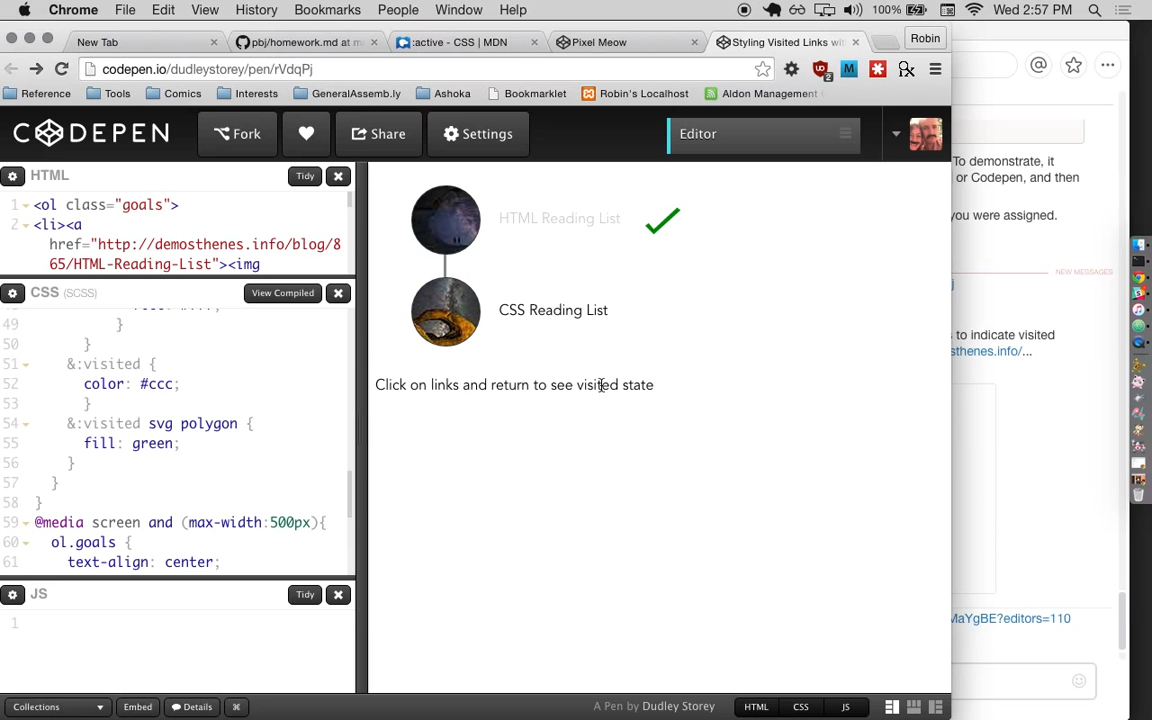 Chrome File Edit View History Bookmarks People Window Help 100% Wed 2:57 PM
New Tab pbj/homework.md at m :active - CSS | MDN Pixel Meow Styling Visited Links wit Robin
codepen.io/dudleystorey/pen/rVdqPj
Reference Tools Comics Interests GeneralAssemb.ly Ashoka Bookmarklet Robin's Localhost Aldon Management
CODEPEN Fork Share Settings Editor
HTML Tidy
1 <ol class="goals">
2 <li><a
href="http://demosthenes.info/blog/8
65/HTML-Reading-List"><img
CSS (SCSS) View Compiled
49 }
50 }
51 &:visited {
52 color: #ccc;
53 }
54 &:visited svg polygon {
55 fill: green;
56 }
57 }
58 }
59 @media screen and (max-width:500px){
60 ol.goals {
61 text-align: center;
JS Tidy
1
HTML Reading List
CSS Reading List
Click on links and return to see visited state
To demonstrate, it
or Codepen, and then
you were assigned.
NEW MESSAGES
j
s to indicate visited
sthenes.info/...
MaYgBE?editors=110
Collections Embed Details ⌘ A Pen by Dudley Storey HTML CSS JS